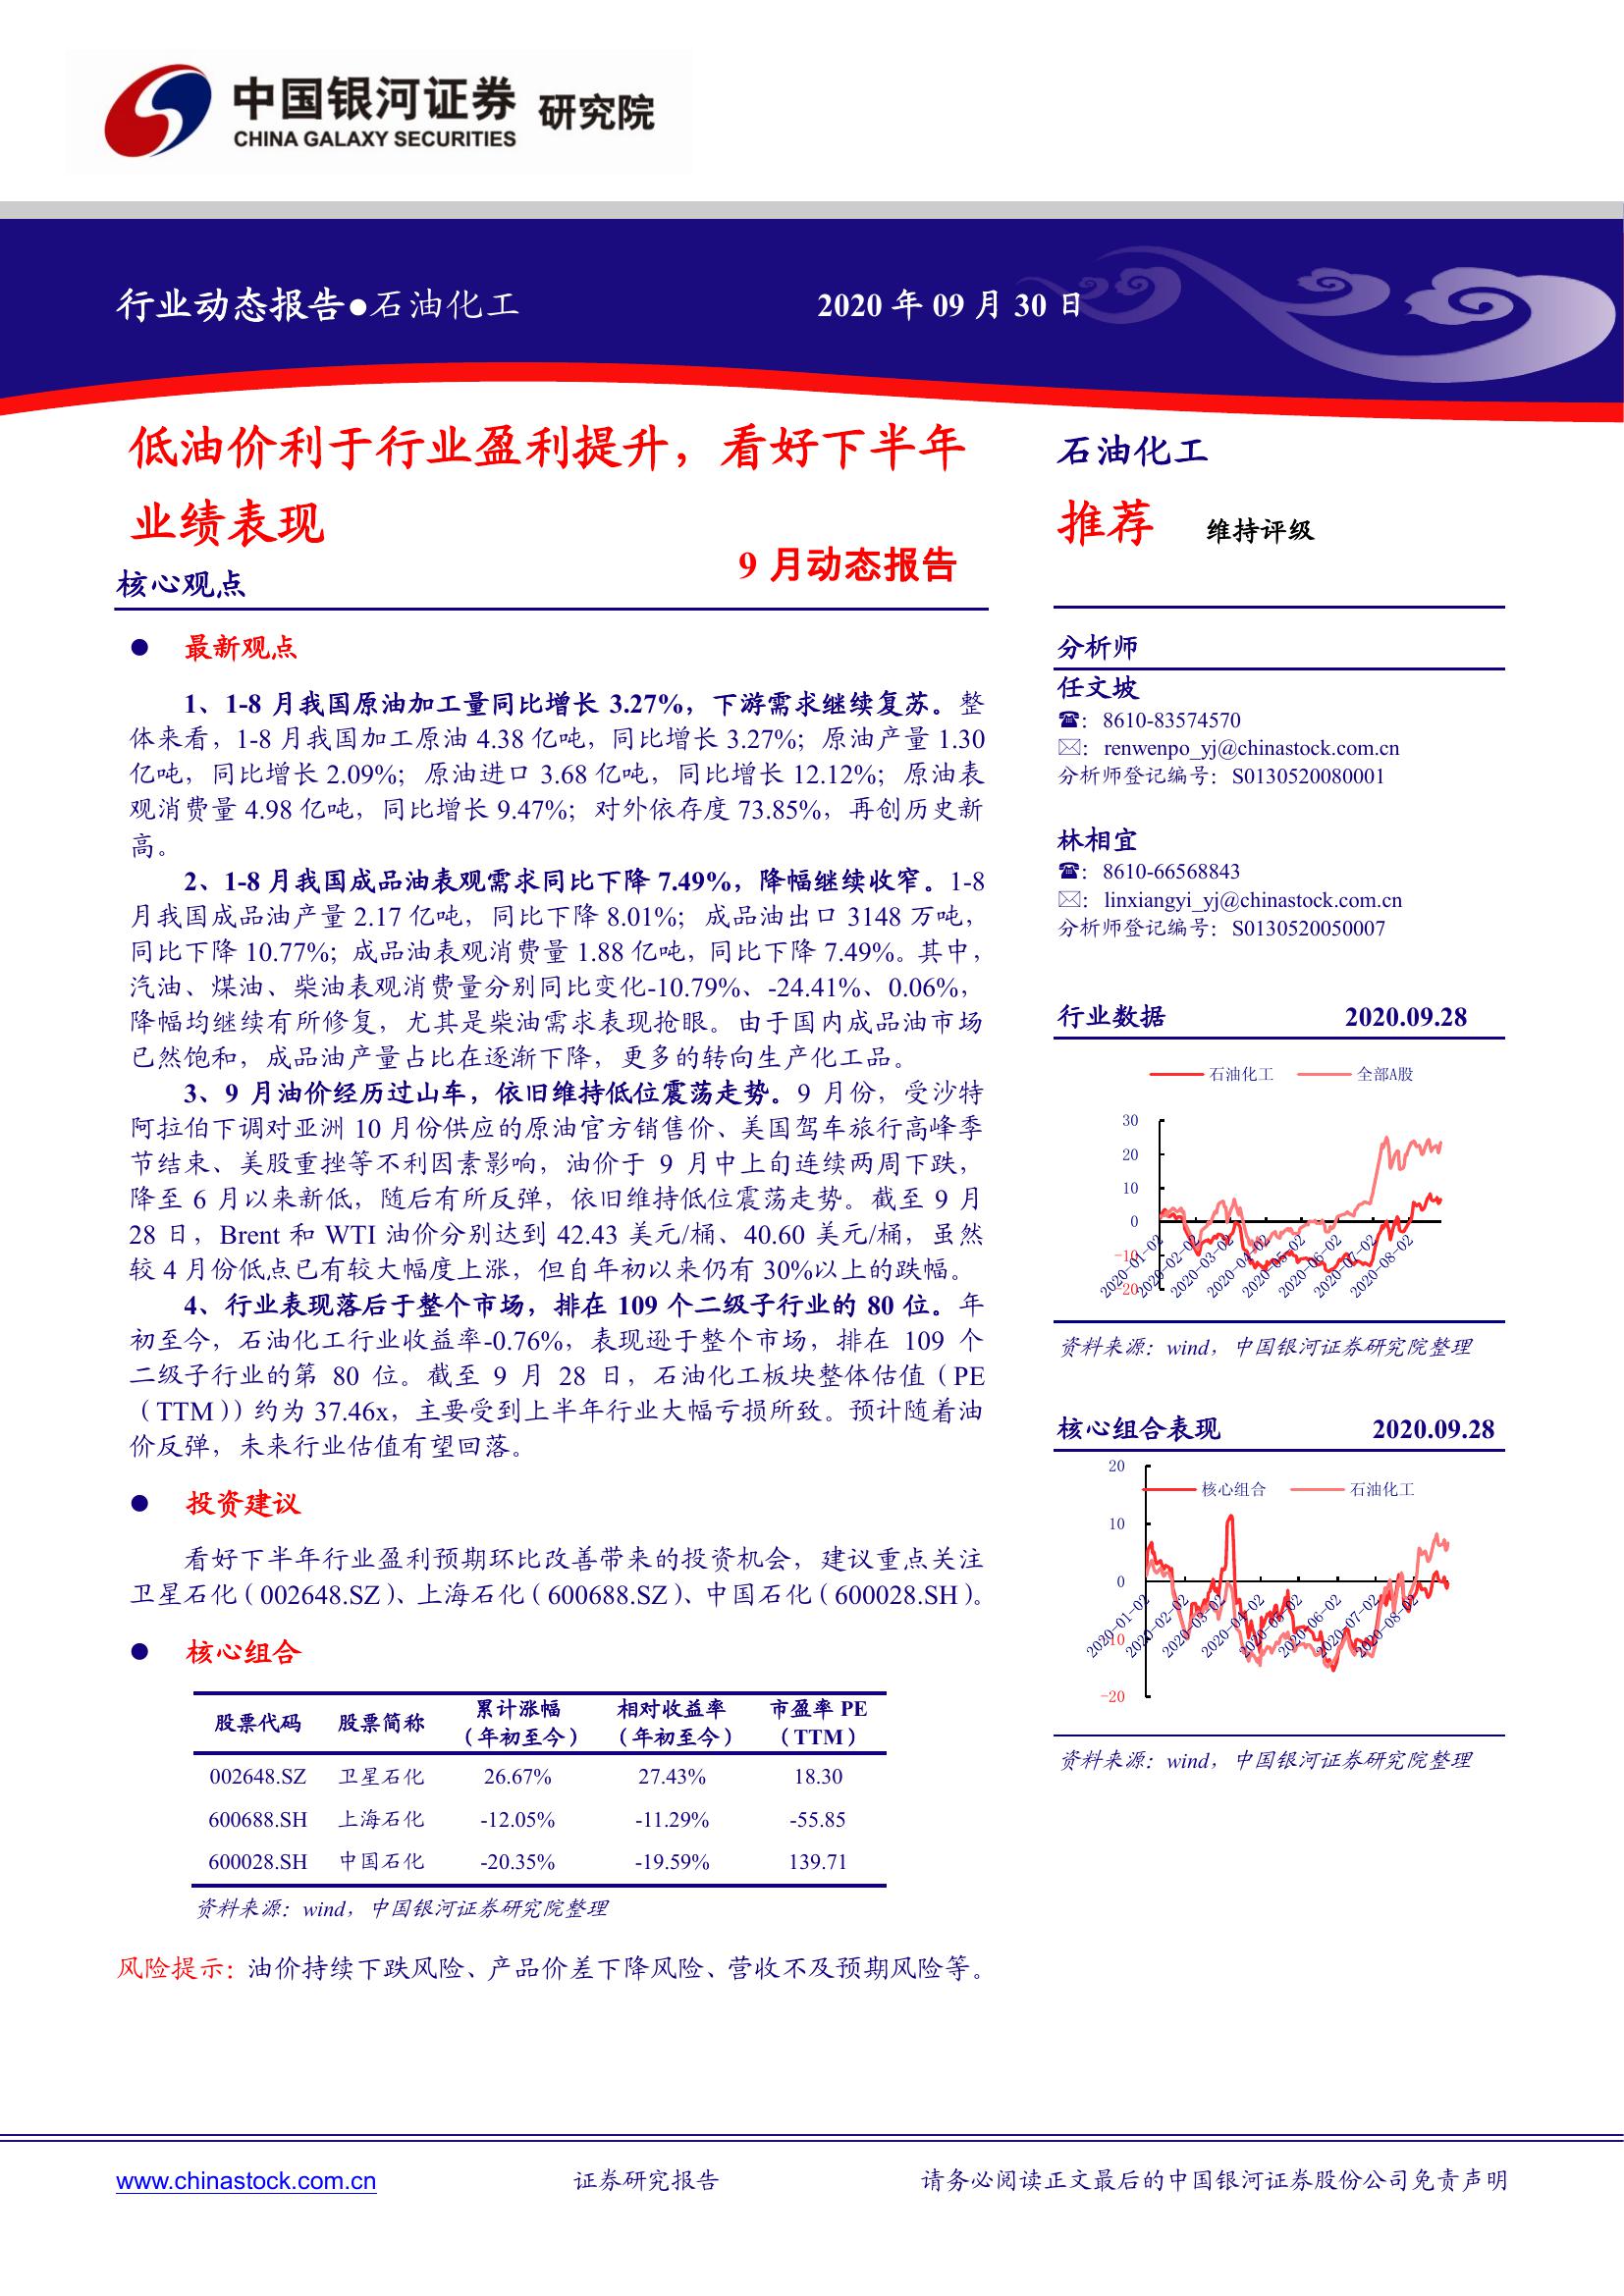 中国银河证券 研究院
CHINA GALAXY SECURITIES
行业动态报告●石油化工
2020 年 09 月 30 日
低油价利于行业盈利提升，看好下半年
业绩表现
9 月动态报告
核心观点
● 最新观点
1、1-8 月我国原油加工量同比增长 3.27%，下游需求继续复苏。整
体来看，1-8 月我国加工原油 4.38 亿吨，同比增长 3.27%；原油产量 1.30
亿吨，同比增长 2.09%；原油进口 3.68 亿吨，同比增长 12.12%；原油表
观消费量 4.98 亿吨，同比增长 9.47%；对外依存度 73.85%，再创历史新
高。
2、1-8 月我国成品油表观需求同比下降 7.49%，降幅继续收窄。1-8
月我国成品油产量 2.17 亿吨，同比下降 8.01%；成品油出口 3148 万吨，
同比下降 10.77%；成品油表观消费量 1.88 亿吨，同比下降 7.49%。其中，
汽油、煤油、柴油表观消费量分别同比变化-10.79%、-24.41%、0.06%，
降幅均继续有所修复，尤其是柴油需求表现抢眼。由于国内成品油市场
已然饱和，成品油产量占比在逐渐下降，更多的转向生产化工品。
3、9 月油价经历过山车，依旧维持低位震荡走势。9 月份，受沙特
阿拉伯下调对亚洲 10 月份供应的原油官方销售价、美国驾车旅行高峰季
节结束、美股重挫等不利因素影响，油价于 9 月中上旬连续两周下跌，
降至 6 月以来新低，随后有所反弹，依旧维持低位震荡走势。截至 9 月
28 日，Brent 和 WTI 油价分别达到 42.43 美元/桶、40.60 美元/桶，虽然
较 4 月份低点已有较大幅度上涨，但自年初以来仍有 30%以上的跌幅。
4、行业表现落后于整个市场，排在 109 个二级子行业的 80 位。年
初至今，石油化工行业收益率-0.76%，表现逊于整个市场，排在 109 个
二级子行业的第 80 位。截至 9 月 28 日，石油化工板块整体估值（PE
（TTM））约为 37.46x，主要受到上半年行业大幅亏损所致。预计随着油
价反弹，未来行业估值有望回落。
● 投资建议
看好下半年行业盈利预期环比改善带来的投资机会，建议重点关注
卫星石化（002648.SZ）、上海石化（600688.SZ）、中国石化（600028.SH）。
● 核心组合
股票代码 股票简称 累计涨幅（年初至今） 相对收益率（年初至今） 市盈率 PE（TTM）
002648.SZ 卫星石化 26.67% 27.43% 18.30
600688.SH 上海石化 -12.05% -11.29% -55.85
600028.SH 中国石化 -20.35% -19.59% 139.71
资料来源：wind，中国银河证券研究院整理
风险提示：油价持续下跌风险、产品价差下降风险、营收不及预期风险等。
石油化工
推荐 维持评级
分析师
任文坡
☎：8610-83574570
✉：renwenpo_yj@chinastock.com.cn
分析师登记编号：S0130520080001
林相宜
☎：8610-66568843
✉：linxiangyi_yj@chinastock.com.cn
分析师登记编号：S0130520050007
行业数据 2020.09.28
石油化工 全部A股
30
20
10
0
-10
-20
2020-01-02 2020-02-02 2020-03-02 2020-04-02 2020-05-02 2020-06-02 2020-07-02 2020-08-02
资料来源：wind，中国银河证券研究院整理
核心组合表现 2020.09.28
核心组合 石油化工
20
10
0
-10
-20
2020-01-02 2020-02-02 2020-03-02 2020-04-02 2020-05-02 2020-06-02 2020-07-02 2020-08-02
资料来源：wind，中国银河证券研究院整理
www.chinastock.com.cn
证券研究报告
请务必阅读正文最后的中国银河证券股份公司免责声明